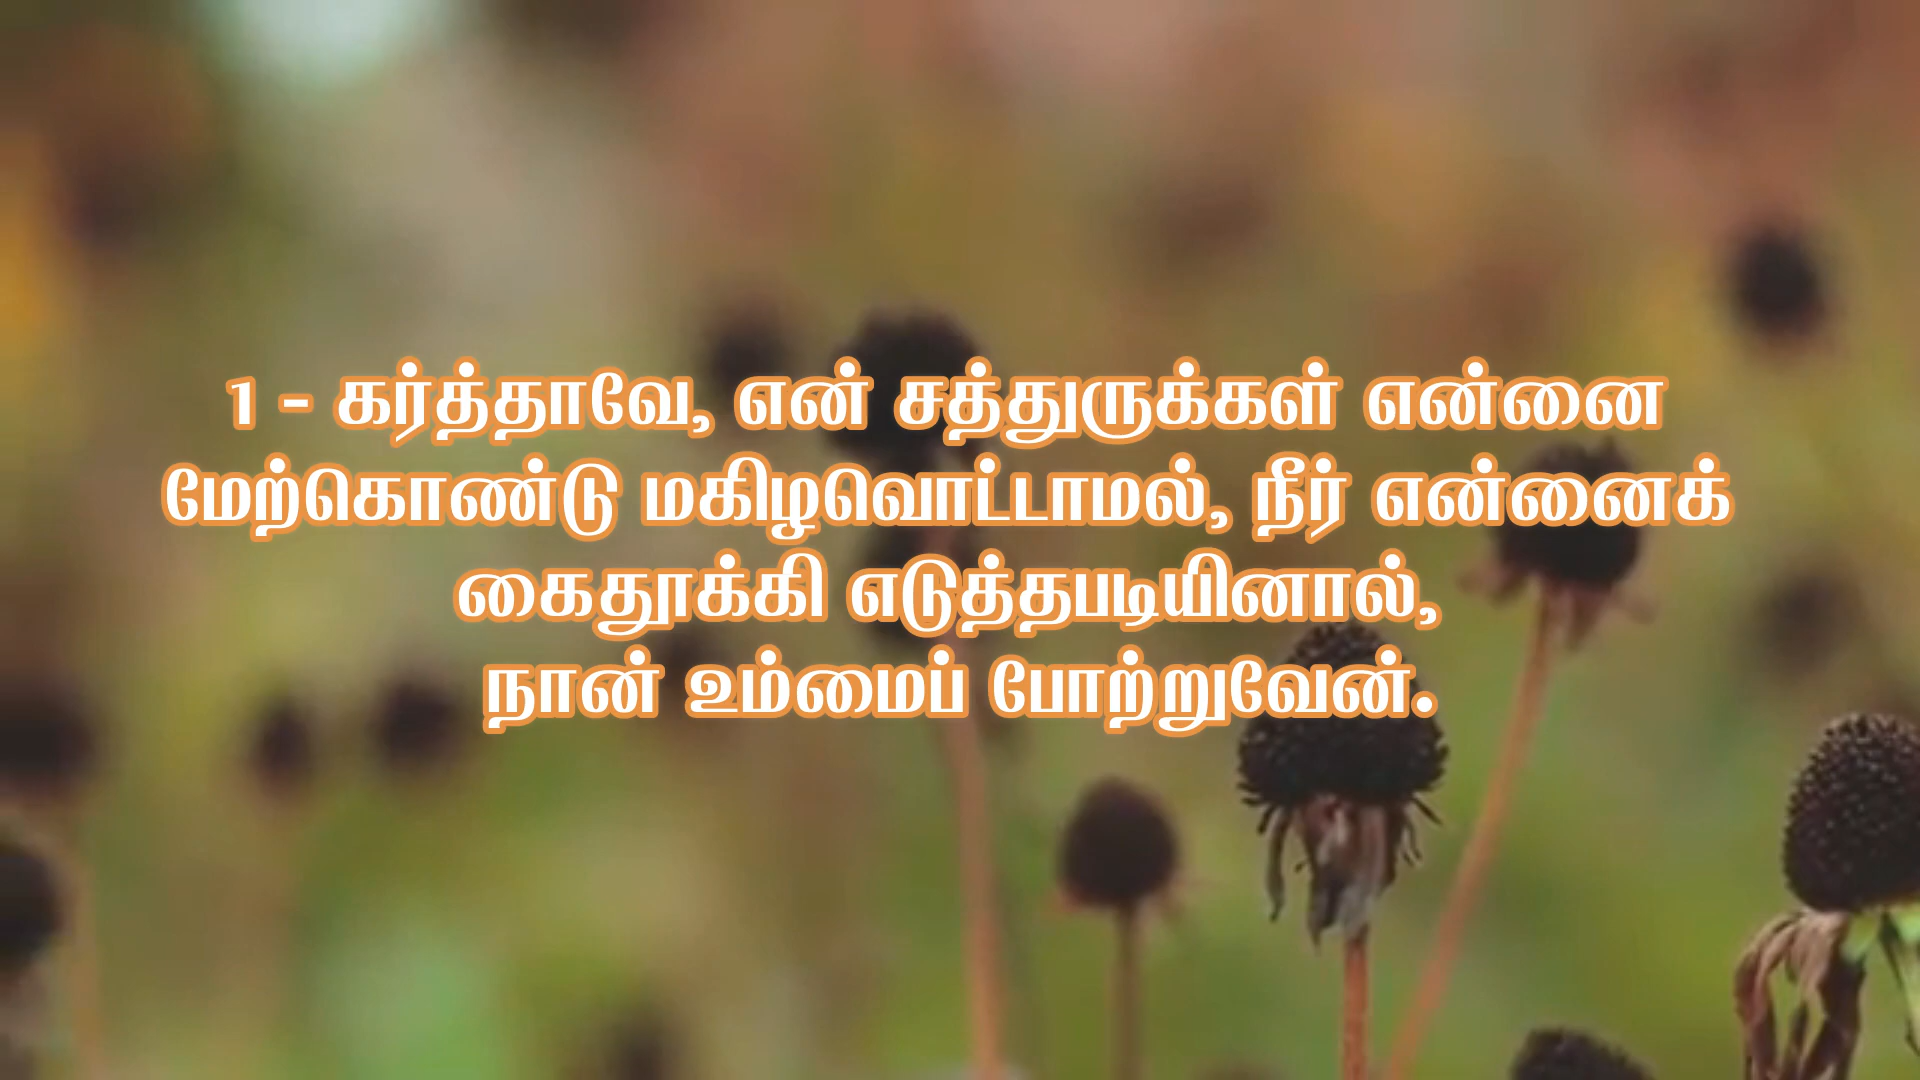 1 - கர்த்தாவே, என் சத்துருக்கள் என்னை
மேற்கொண்டு மகிழவொட்டாமல், நீர் என்னைக்
கைதூக்கி எடுத்தபடியினால்,
நான் உம்மைப் போற்றுவேன்.